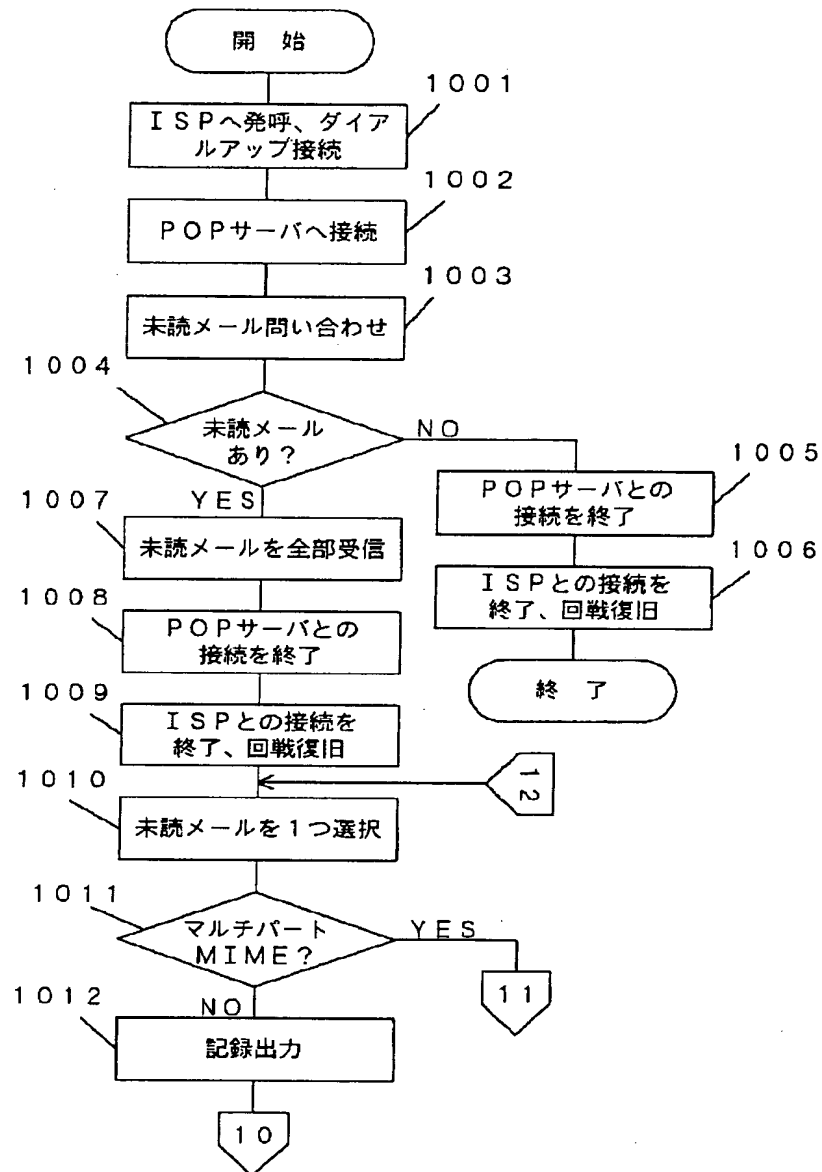 開 始
1001
ISPへ発呼、ダイア
ルアップ接続
1002
POPサーバへ接続
1003
未読メール問い合わせ
1004
未読メール
あり?
NO
YES
1005
POPサーバとの
接続を終了
1006
ISPとの接続を
終了、回戦復旧
終 了
1007
未読メールを全部受信
1008
POPサーバとの
接続を終了
1009
ISPとの接続を
終了、回戦復旧
12
1010
未読メールを1つ選択
1011
マルチパート
MIME?
YES
11
NO
1012
記録出力
10